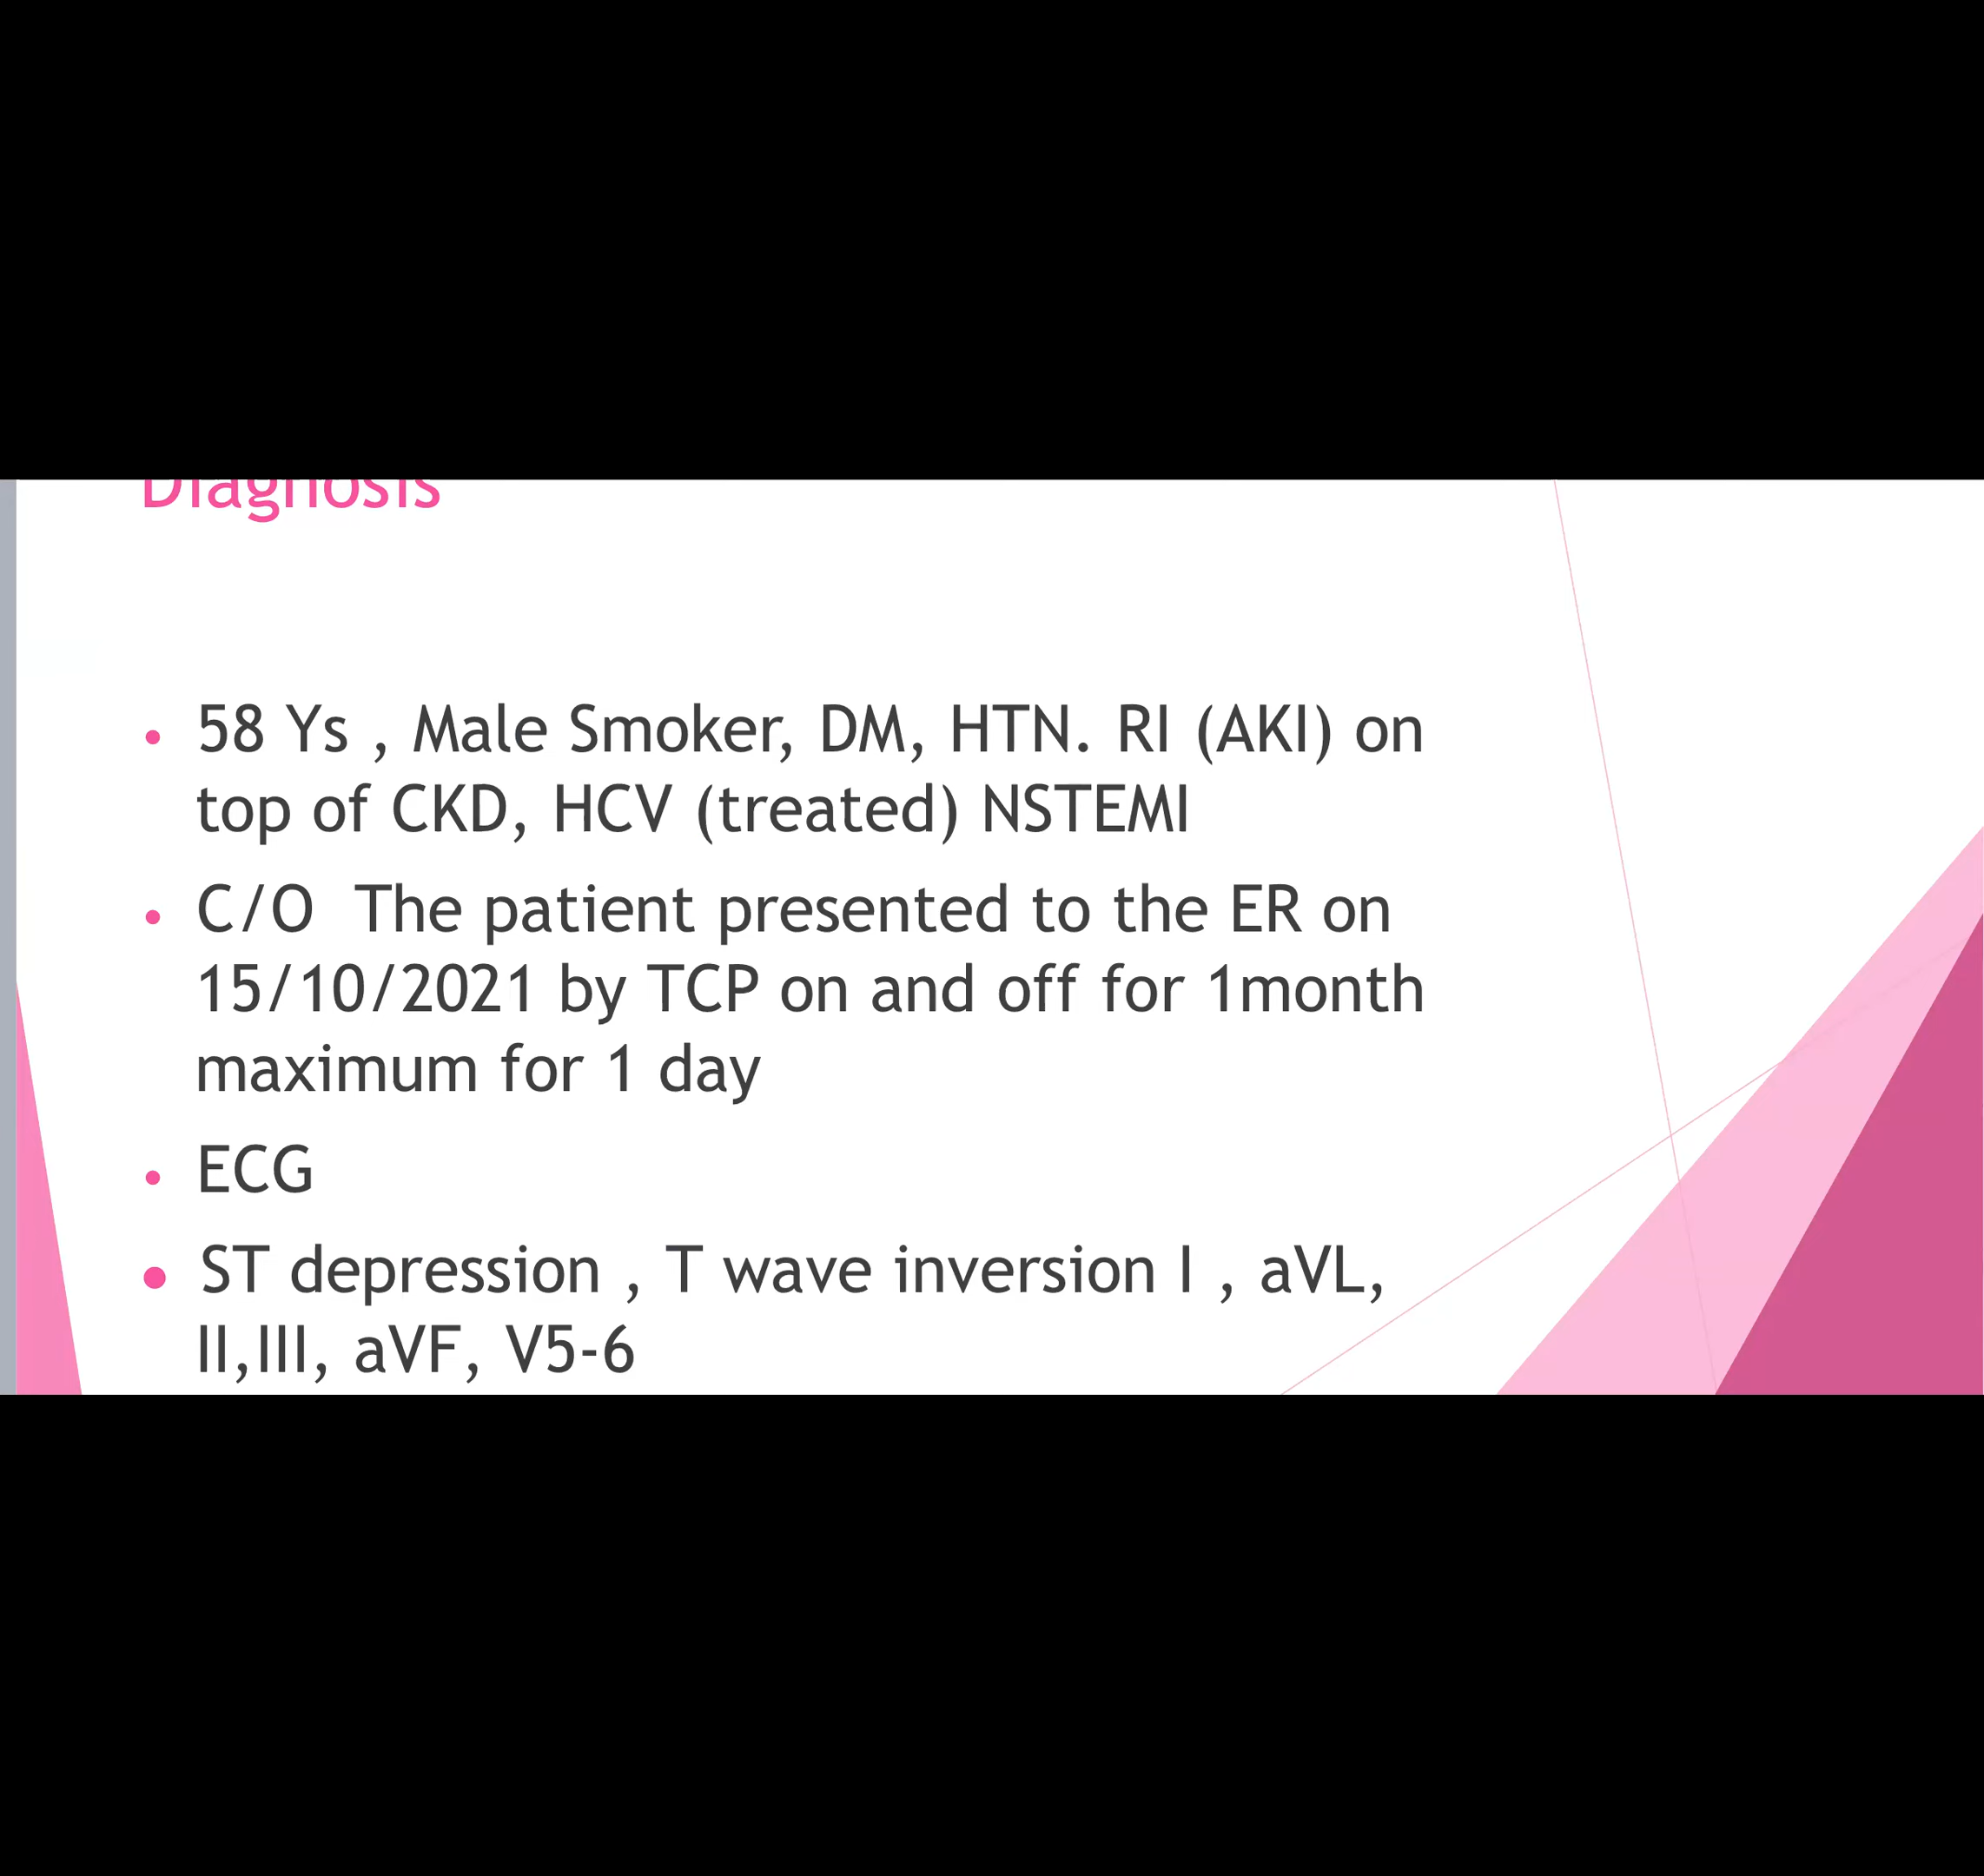 Diagnosis
58 Ys , Male Smoker, DM, HTN. RI (AKI) on
top of CKD, HCV (treated) NSTEMI
C/O The patient presented to the ER on
15/10/2021 by TCP on and off for 1month
maximum for 1 day
ECG
ST depression , T wave inversion I , aVL,
II,III, aVF, V5-6